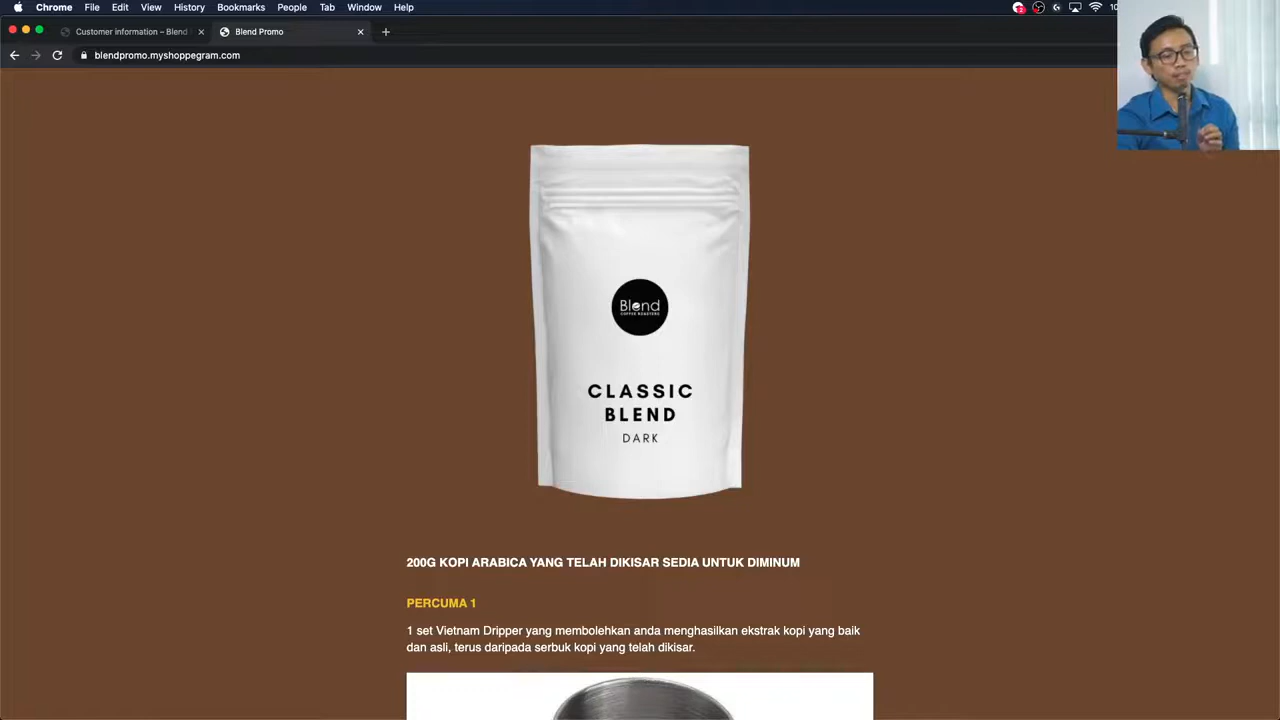 Chrome File Edit View History Bookmarks People Tab Window Help
Customer information – Blend
Blend Promo
blendpromo.myshoppegram.com
Blend
COFFEE ROASTERS
CLASSIC
BLEND
DARK
200G KOPI ARABICA YANG TELAH DIKISAR SEDIA UNTUK DIMINUM
PERCUMA 1
1 set Vietnam Dripper yang membolehkan anda menghasilkan ekstrak kopi yang baik
dan asli, terus daripada serbuk kopi yang telah dikisar.